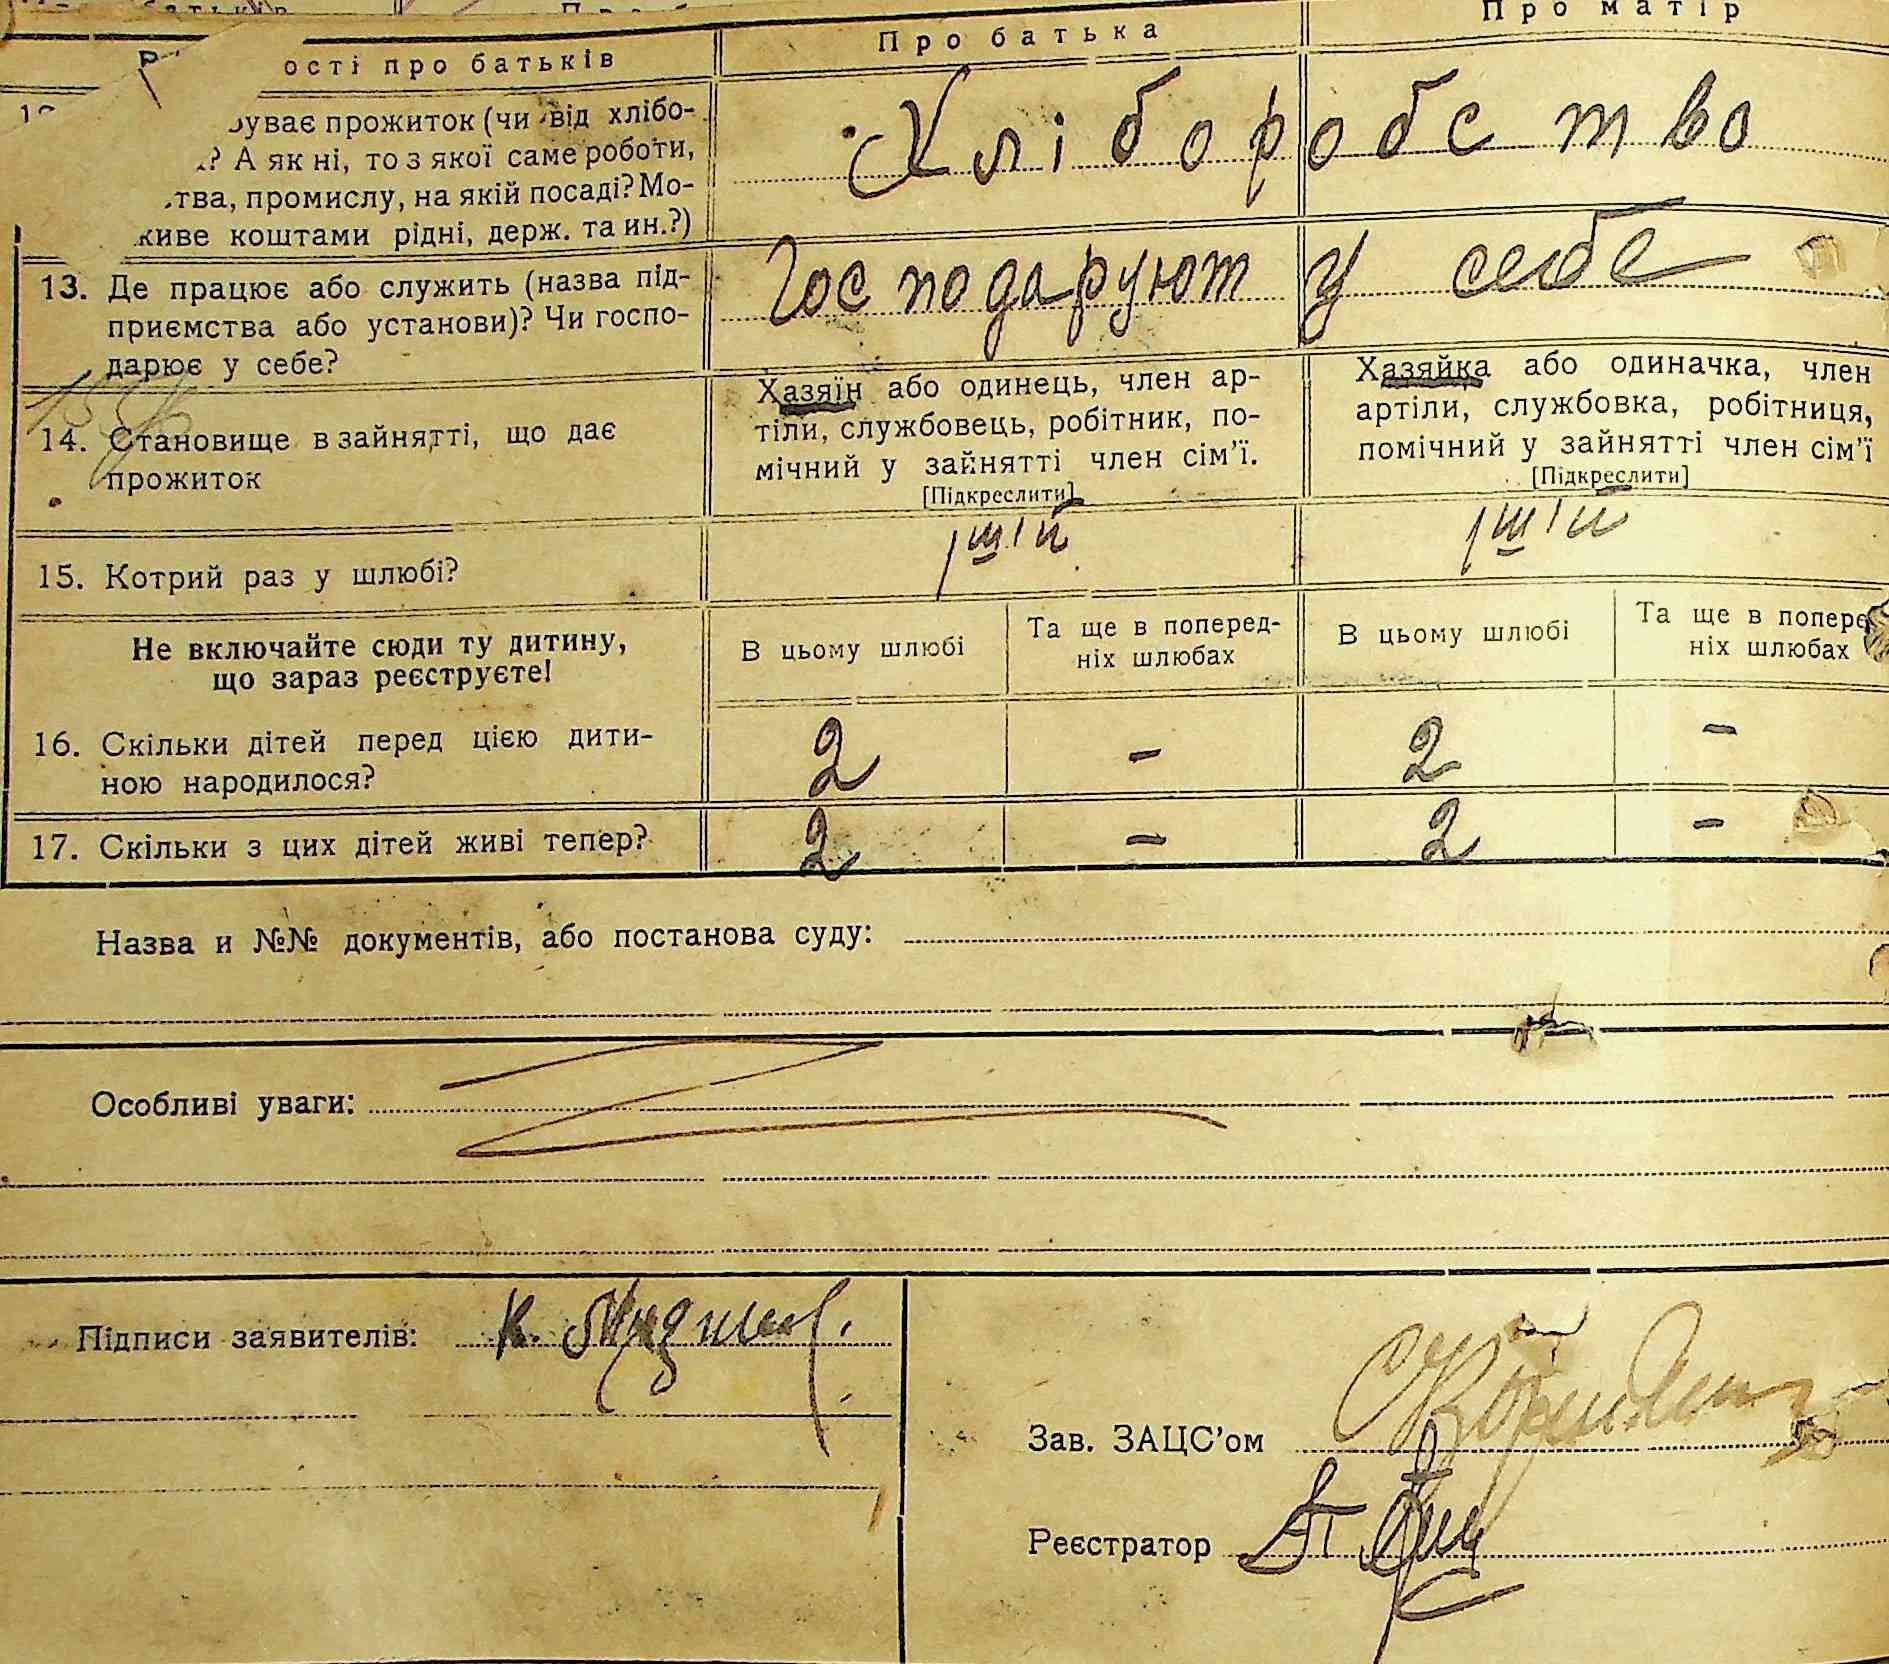 ості про батьків
Про батька
Про матір
ває прожиток (чи від хлібо-
? А як ні, то з якої саме роботи,
тва, промислу, на якій посаді? Мо-
живе коштами рідні, держ. та ин.?)
Хліборобство
13. Де працює або служить (назва під-
приємства або установи)? Чи госпо-
дарює у себе?
Господарують у себе
14. Становище в зайнятті, що дає
прожиток
Хазяїн або одинець, член ар-
тіли, службовець, робітник, по-
мічний у зайнятті член сім’ї.
[Підкреслити]
Хазяйка або одиначка, член
артіли, службовка, робітниця,
помічний у зайнятті член сім’ї
[Підкреслити]
15. Котрий раз у шлюбі?
Не включайте сюди ту дитину,
що зараз реєструєте!
В цьому шлюбі
Та ще в поперед-
ніх шлюбах
В цьому шлюбі
Та ще в попере
ніх шлюбах
16. Скільки дітей перед цією дити-
ною народилося?
2 - 2 -
17. Скільки з цих дітей живі тепер?
2 - 2 -
Назва и №№ документів, або постанова суду:
Особливі уваги:
Підписи заявителів: К.
Зав. ЗАЦС’ом
Реєстратор